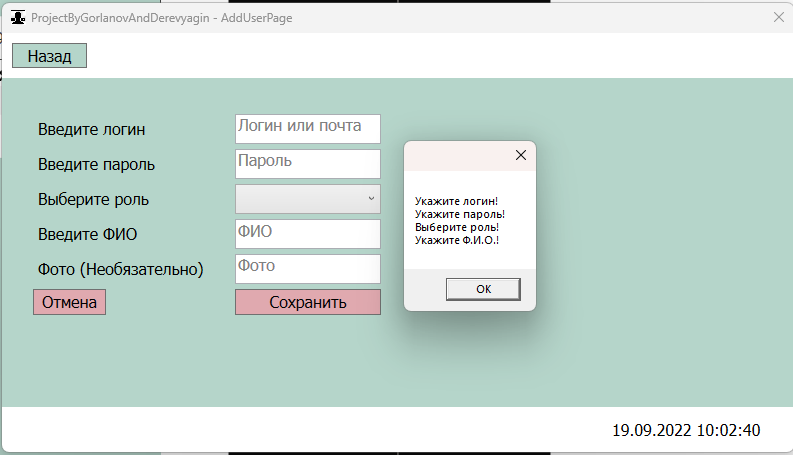 ProjectByGorlanovAndDerevyagin - AddUserPage
Назад
Введите логин
Логин или почта
Введите пароль
Пароль
Выберите роль
Введите ФИО
ФИО
Фото (Необязательно)
Фото
Отмена
Сохранить
Укажите логин!
Укажите пароль!
Выберите роль!
Укажите Ф.И.О.!
OK
19.09.2022 10:02:40